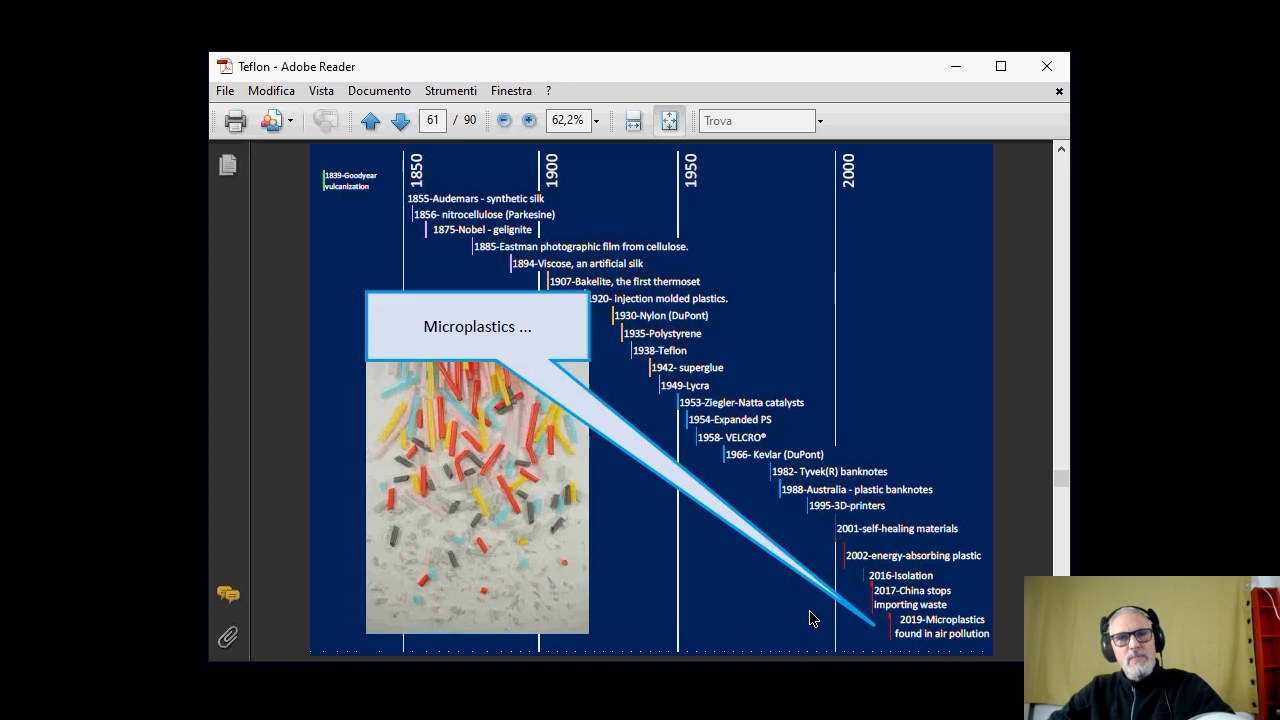 Teflon - Adobe Reader
File Modifica Vista Documento Strumenti Finestra ?
61 / 90 62,2% Trova
1850
1900
1950
2000
1839-Goodyear
vulcanization
1855-Audemars - synthetic silk
1856- nitrocellulose (Parkesine)
1875-Nobel - gelignite
1885-Eastman photographic film from cellulose.
1894-Viscose, an artificial silk
1907-Bakelite, the first thermoset
1920- injection molded plastics.
Microplastics ...
1930-Nylon (DuPont)
1935-Polystyrene
1938-Teflon
1942- superglue
1949-Lycra
1953-Ziegler-Natta catalysts
1954-Expanded PS
1958- VELCRO®
1966- Kevlar (DuPont)
1982- Tyvek(R) banknotes
1988-Australia - plastic banknotes
1995-3D-printers
2001-self-healing materials
2002-energy-absorbing plastic
2016-Isolation
2017-China stops
importing waste
2019-Microplastics
found in air pollution